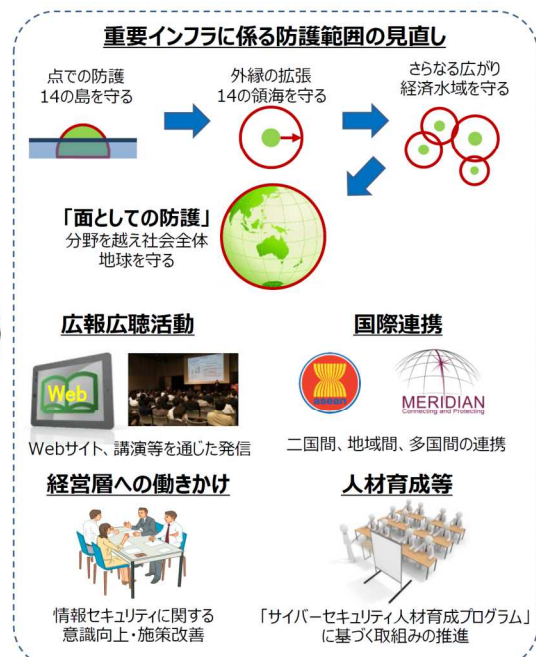 重要インフラに係る防護範囲の見直し
点での防護
14の島を守る
外縁の拡張
14の領海を守る
さらなる広がり
経済水域を守る
「面としての防護」
分野を越え社会全体
地球を守る
広報広聴活動
Web
Webサイト、講演等を通じた発信
国際連携
asean
MERIDIAN
Connecting and Protecting
二国間、地域間、多国間の連携
経営層への働きかけ
情報セキュリティに関する
意識向上・施策改善
人材育成等
「サイバーセキュリティ人材育成プログラム」
に基づく取組みの推進